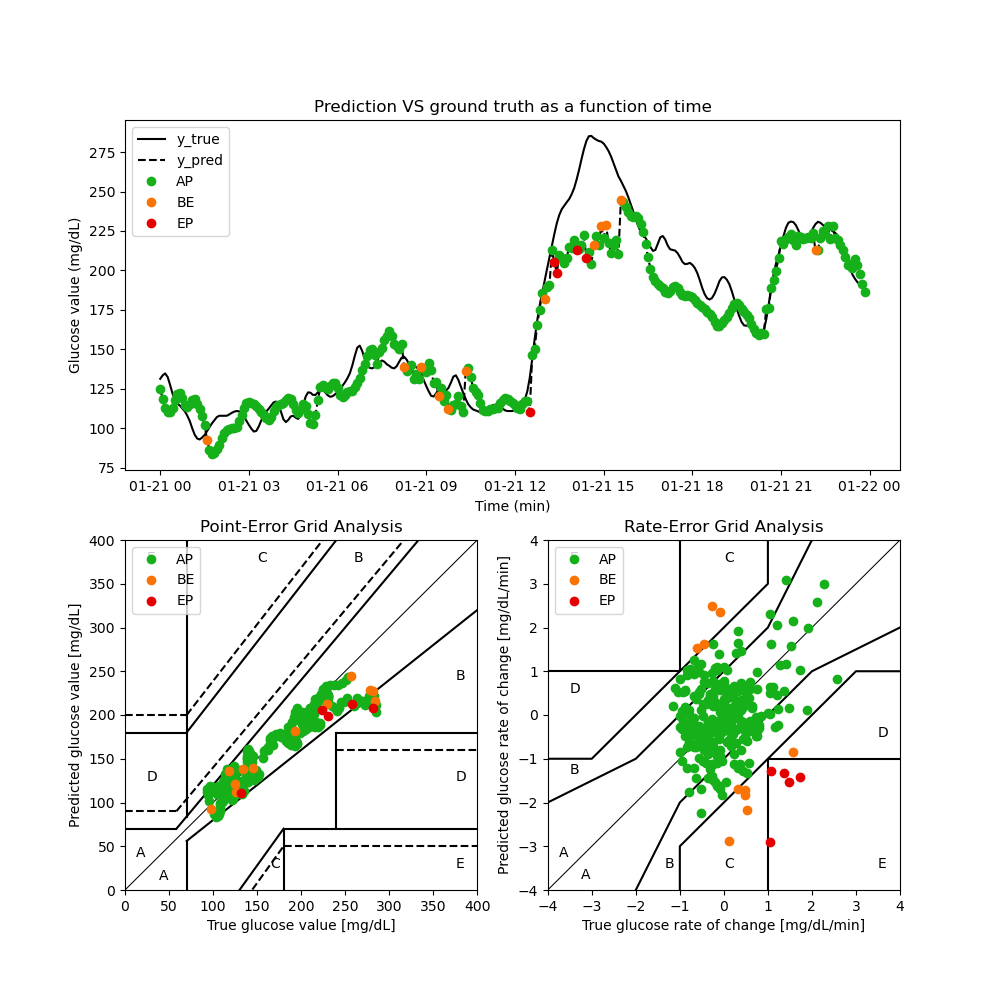 Prediction VS ground truth as a function of time
y_true
y_pred
AP
BE
EP
275
250
225
200
175
150
125
100
75
Glucose value (mg/dL)
01-21 00 01-21 03 01-21 06 01-21 09 01-21 12 01-21 15 01-21 18 01-21 21 01-22 00
Time (min)
Point-Error Grid Analysis
AP
BE
EP
C
B
B
D
D
A
A
C
E
400
350
300
250
200
150
100
50
0
Predicted glucose value [mg/dL]
0 50 100 150 200 250 300 350 400
True glucose value [mg/dL]
Rate-Error Grid Analysis
AP
BE
EP
C
D
D
B
A
A
B
C
E
4
3
2
1
0
−1
−2
−3
−4
Predicted glucose rate of change [mg/dL/min]
−4 −3 −2 −1 0 1 2 3 4
True glucose rate of change [mg/dL/min]